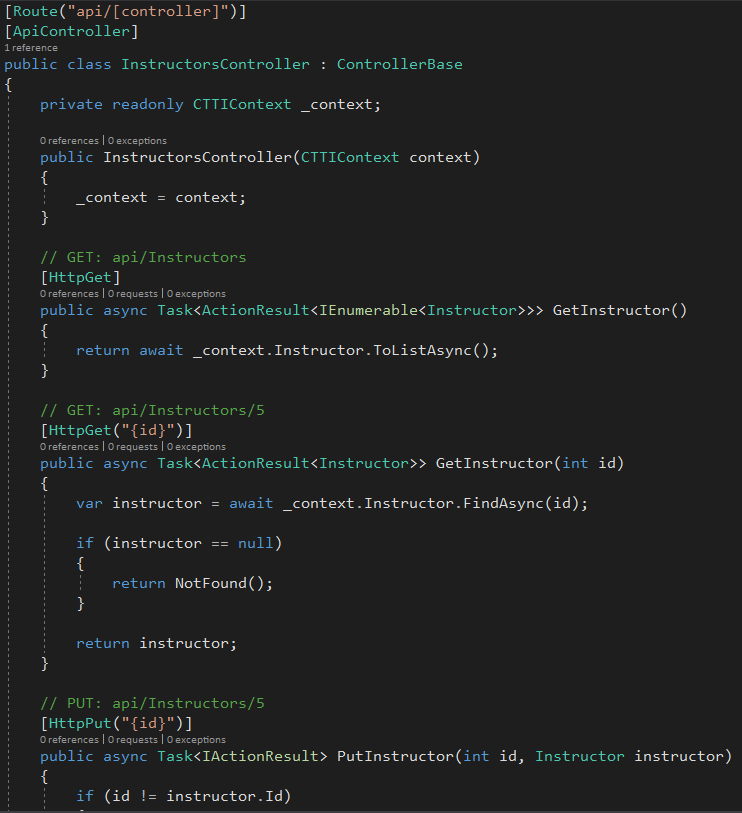 [Route("api/[controller]")]
[ApiController]
1 reference
public class InstructorsController : ControllerBase
{
private readonly CTTIContext _context;
0 references | 0 exceptions
public InstructorsController(CTTIContext context)
{
_context = context;
}
// GET: api/Instructors
[HttpGet]
0 references | 0 requests | 0 exceptions
public async Task<ActionResult<IEnumerable<Instructor>>> GetInstructor()
{
return await _context.Instructor.ToListAsync();
}
// GET: api/Instructors/5
[HttpGet("{id}")]
0 references | 0 requests | 0 exceptions
public async Task<ActionResult<Instructor>> GetInstructor(int id)
{
var instructor = await _context.Instructor.FindAsync(id);
if (instructor == null)
{
return NotFound();
}
return instructor;
}
// PUT: api/Instructors/5
[HttpPut("{id}")]
0 references | 0 requests | 0 exceptions
public async Task<IActionResult> PutInstructor(int id, Instructor instructor)
{
if (id != instructor.Id)